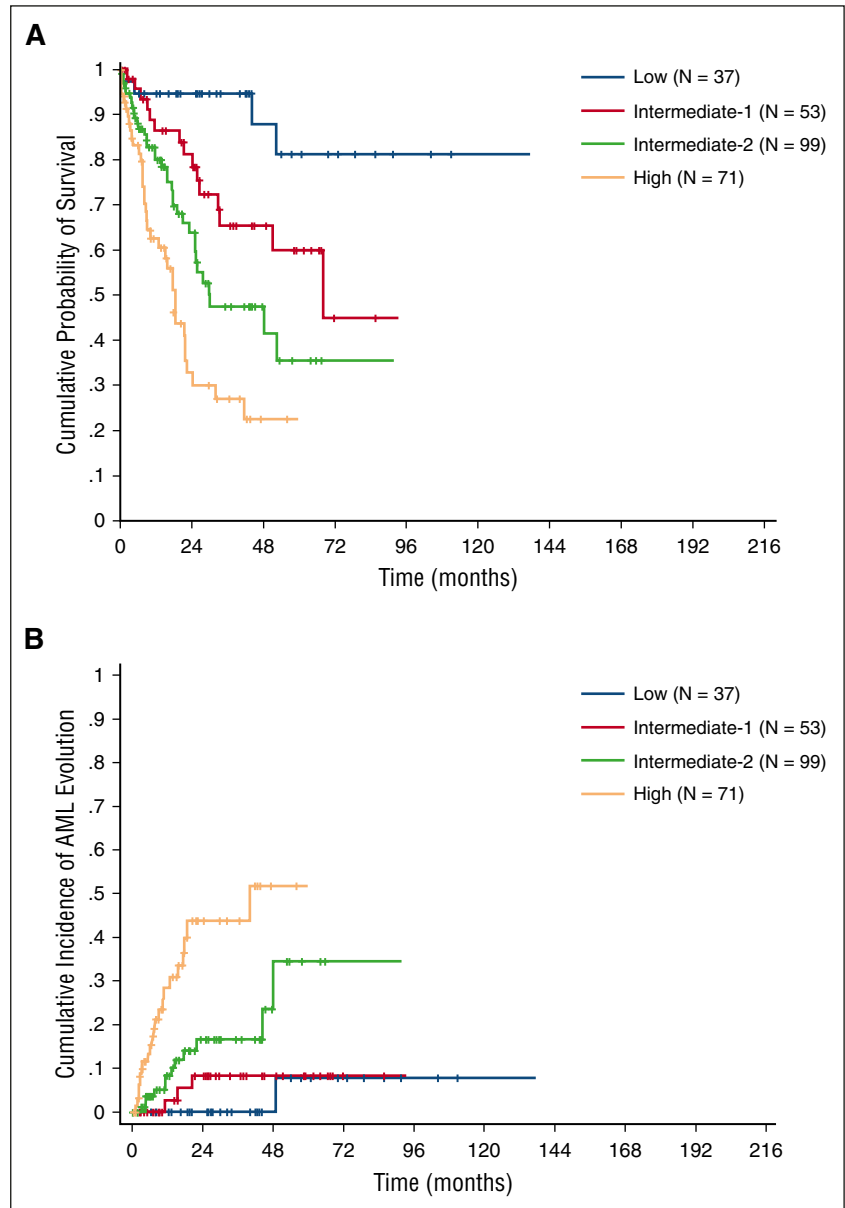 A
1
.9
.8
.7
.6
.5
.4
.3
.2
.1
0
Cumulative Probability of Survival
Low (N = 37)
Intermediate-1 (N = 53)
Intermediate-2 (N = 99)
High (N = 71)
0 24 48 72 96 120 144 168 192 216
Time (months)
B
1
.9
.8
.7
.6
.5
.4
.3
.2
.1
0
Cumulative Incidence of AML Evolution
Low (N = 37)
Intermediate-1 (N = 53)
Intermediate-2 (N = 99)
High (N = 71)
0 24 48 72 96 120 144 168 192 216
Time (months)